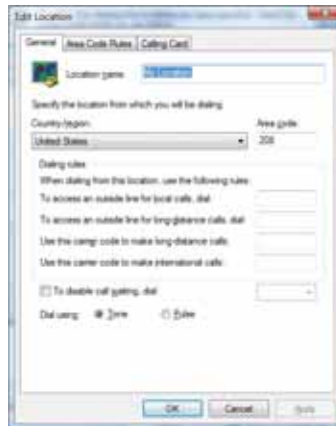 Edit Location
General Area Code Rules Calling Card
Location name: My Location
Specify the location from which you will be dialing.
Country/region: Area code:
United States 208
Dialing rules
When dialing from this location, use the following rules:
To access an outside line for local calls, dial:
To access an outside line for long-distance calls, dial:
Use this carrier code to make long-distance calls:
Use this carrier code to make international calls:
To disable call waiting, dial:
Dial using: Tone Pulse
OK Cancel Apply